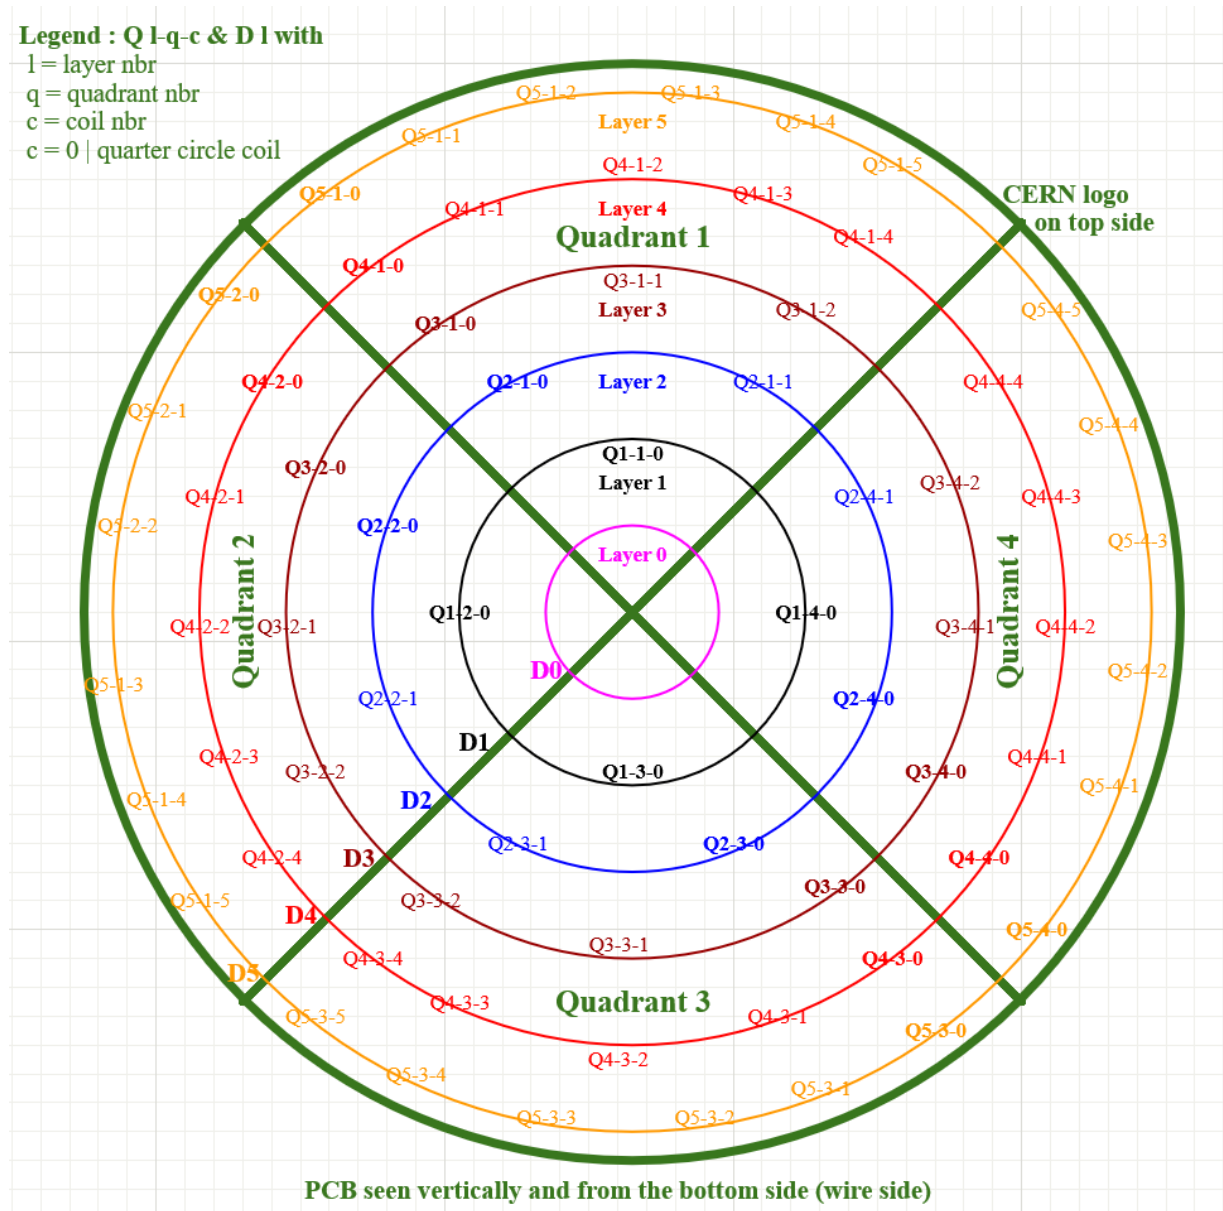 Legend : Q l-q-c & D l with
l = layer nbr
q = quadrant nbr
c = coil nbr
c = 0 | quarter circle coil
Q5-1-2
Q5-1-3
Layer 5
Q5-1-4
Q5-1-1
Q5-1-5
Q4-1-2
Q5-1-0
Q4-1-3
CERN logo
on top side
Q4-1-1
Layer 4
Quadrant 1
Q4-1-4
Q4-1-0
Q3-1-1
Q5-2-0
Layer 3
Q3-1-2
Q5-4-5
Q3-1-0
Q4-2-0
Q2-1-0
Layer 2
Q2-1-1
Q4-4-4
Q5-2-1
Q5-4-4
Q1-1-0
Q3-2-0
Layer 1
Q3-4-2
Q4-2-1
Q2-4-1
Q4-4-3
Q5-2-2
Q2-2-0
Q5-4-3
Layer 0
Quadrant 2
Quadrant 4
Q1-2-0
Q1-4-0
Q4-2-2
Q3-2-1
Q3-4-1
Q4-4-2
D0
Q5-4-2
Q5-1-3
Q2-2-1
Q2-4-0
D1
Q4-2-3
Q4-4-1
Q3-2-2
Q1-3-0
Q3-4-0
Q5-4-1
Q5-1-4
D2
Q2-3-1
Q2-3-0
Q4-2-4
D3
Q4-4-0
Q3-3-0
Q5-1-5
Q3-3-2
D4
Q5-4-0
Q3-3-1
Q4-3-4
Q4-3-0
D5
Q4-3-3
Quadrant 3
Q5-3-5
Q4-3-1
Q5-3-0
Q4-3-2
Q5-3-4
Q5-3-1
Q5-3-3
Q5-3-2
PCB seen vertically and from the bottom side (wire side)